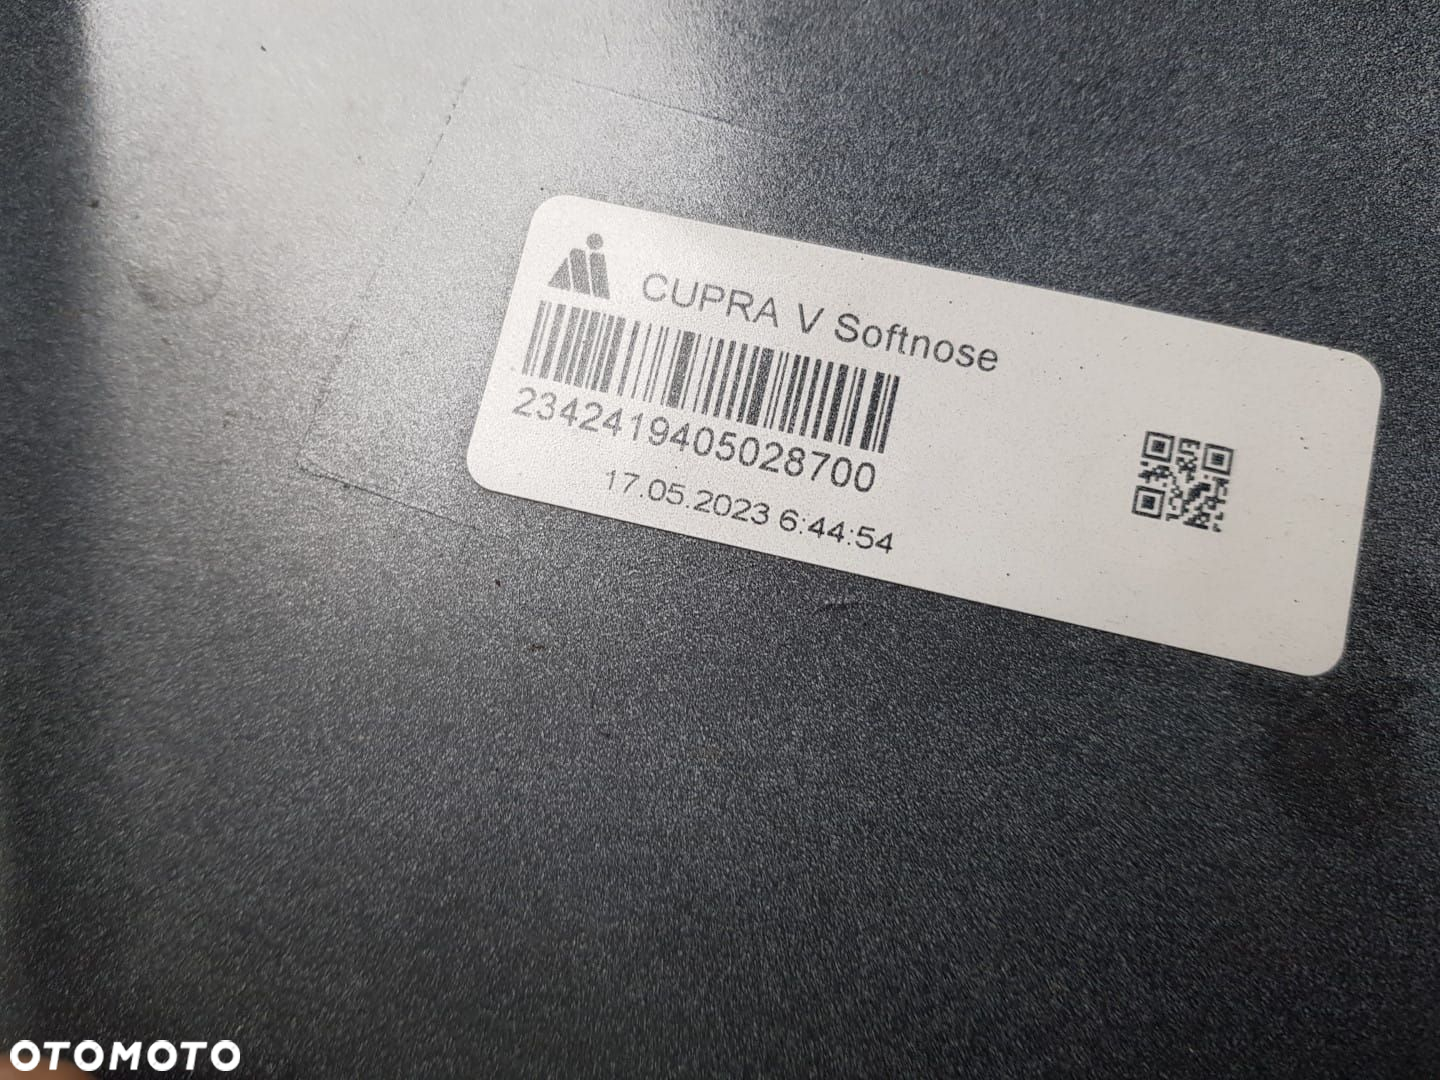 CUPRA V Softnose
2342419405028700
17.05.2023 6:44:54
OTOMOTO